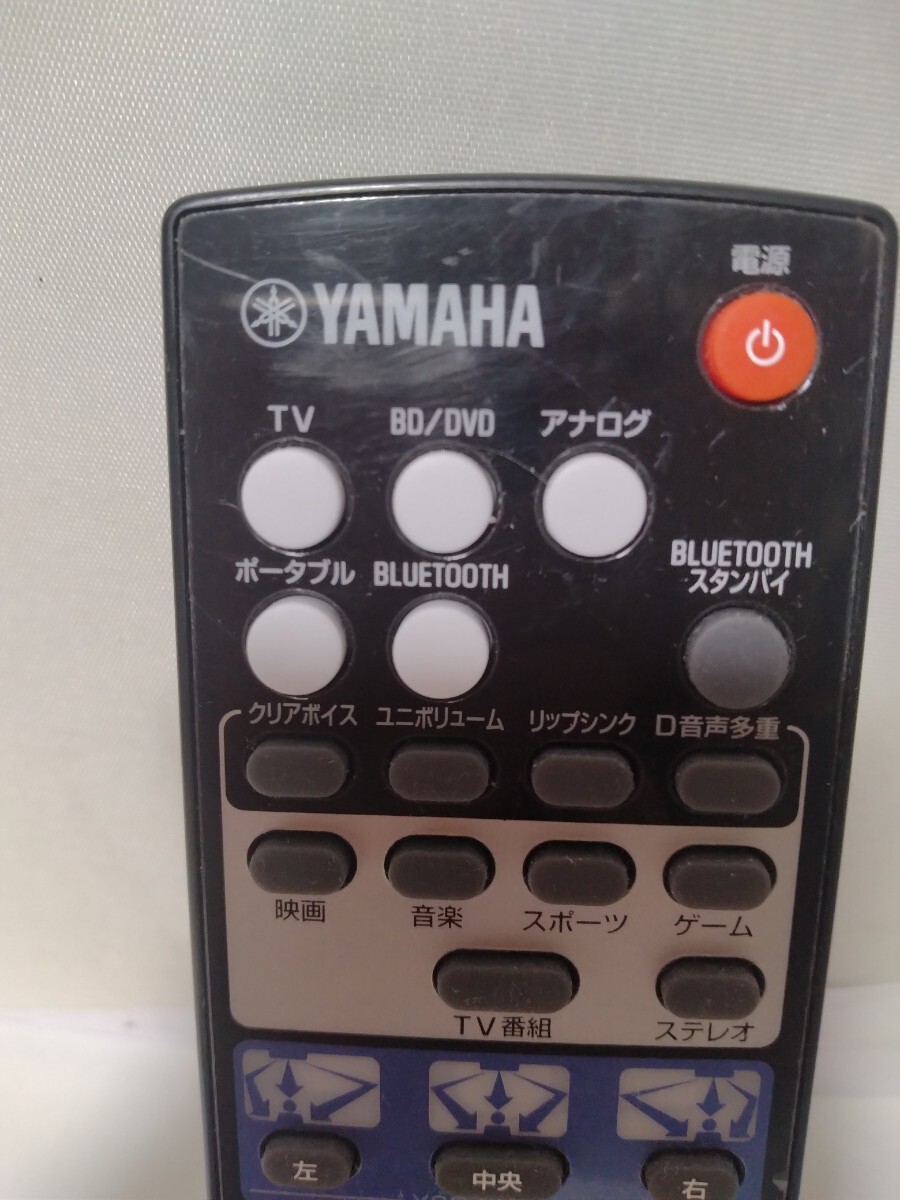 電源
YAMAHA
TV BD/DVD アナログ
ポータブル BLUETOOTH
BLUETOOTH
スタンバイ
クリアボイス ユニボリューム リップシンク D音声多重
映画 音楽 スポーツ ゲーム
TV番組 ステレオ
左 中央 右